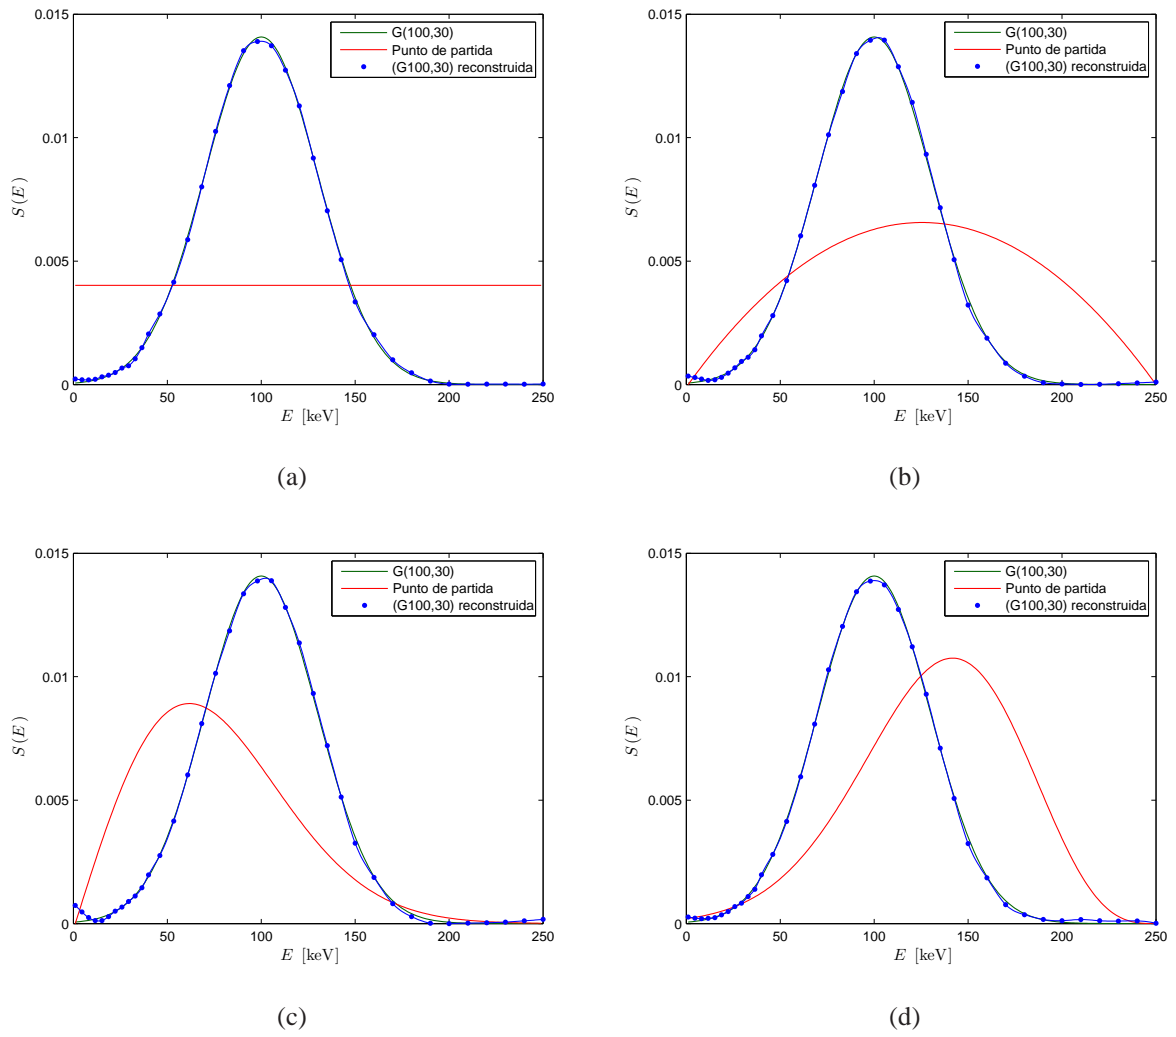 0.015
0.01
0.005
0
S(E)
G(100,30)
Punto de partida
(G100,30) reconstruida
0 50 100 150 200 250
E [keV]
(a)
0.015
0.01
0.005
0
S(E)
G(100,30)
Punto de partida
(G100,30) reconstruida
0 50 100 150 200 250
E [keV]
(b)
0.015
0.01
0.005
0
S(E)
G(100,30)
Punto de partida
(G100,30) reconstruida
0 50 100 150 200 250
E [keV]
(c)
0.015
0.01
0.005
0
S(E)
G(100,30)
Punto de partida
(G100,30) reconstruida
0 50 100 150 200 250
E [keV]
(d)